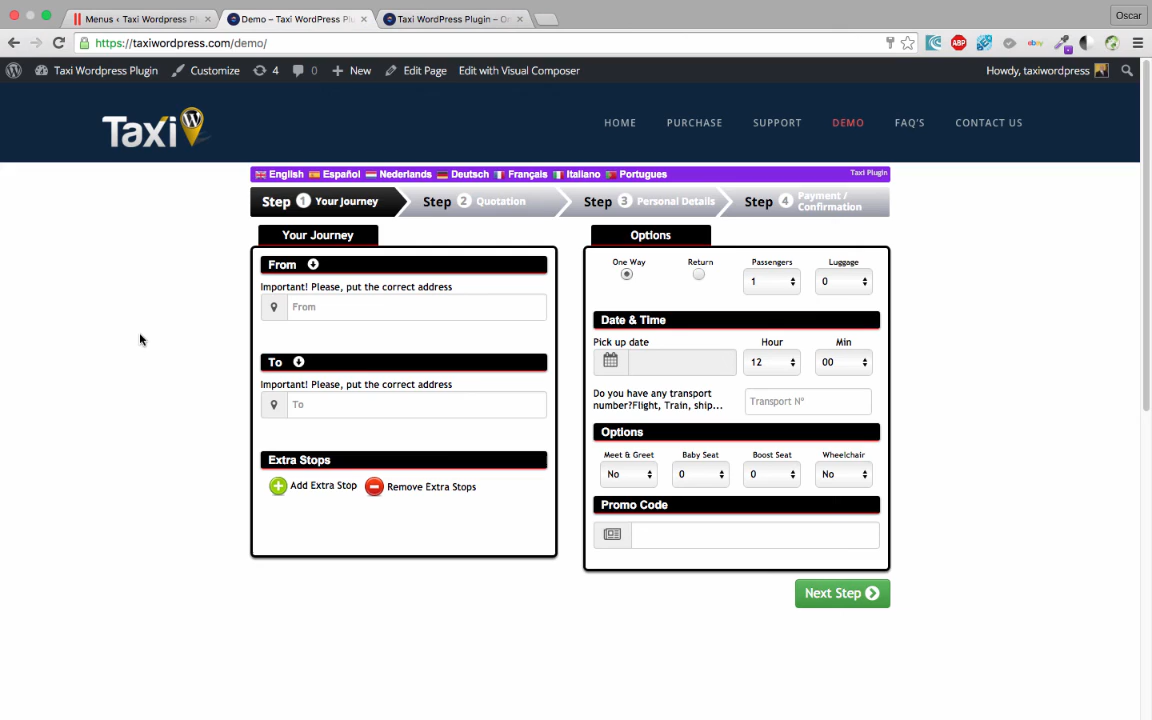 Menus ‹ Taxi Wordpress Pl
Demo – Taxi WordPress Plu
Taxi WordPress Plugin – On
Oscar
https://taxiwordpress.com/demo/
ABP
ebay
Taxi Wordpress Plugin
Customize
4
0
New
Edit Page
Edit with Visual Composer
Howdy, taxiwordpress
Taxi
HOME
PURCHASE
SUPPORT
DEMO
FAQ'S
CONTACT US
English
Español
Nederlands
Deutsch
Français
Italiano
Portugues
Taxi Plugin
Step 1 Your Journey
Step 2 Quotation
Step 3 Personal Details
Step 4 Payment /
Confirmation
Your Journey
From
Important! Please, put the correct address
From
To
Important! Please, put the correct address
To
Extra Stops
Add Extra Stop
Remove Extra Stops
Options
One Way
Return
Passengers
Luggage
1
0
Date & Time
Pick up date
Hour
Min
12
00
Do you have any transport
number?Flight, Train, ship...
Transport Nº
Options
Meet & Greet
Baby Seat
Boost Seat
Wheelchair
No
0
0
No
Promo Code
Next Step